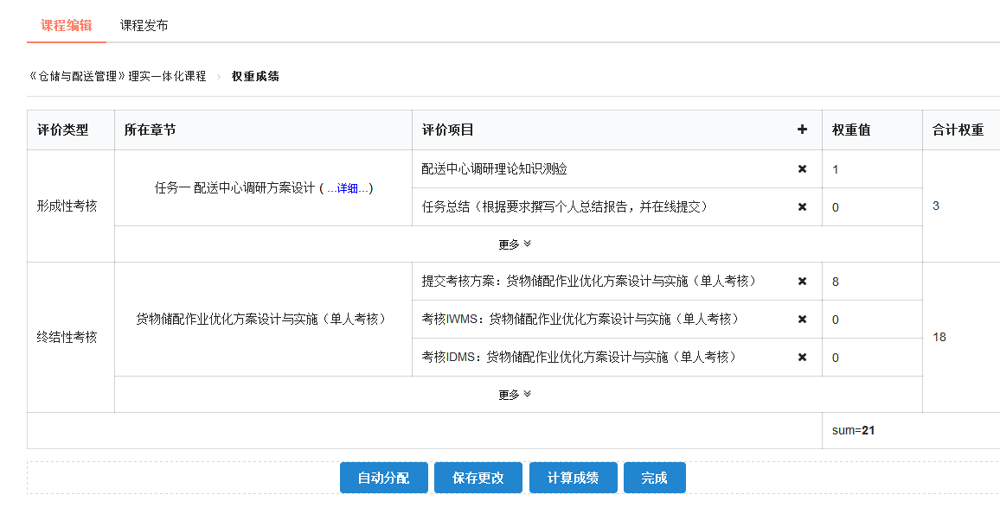 课程编辑 课程发布
《仓储与配送管理》理实一体化课程 › 权重成绩
评价类型 所在章节 评价项目 + 权重值 合计权重
形成性考核 任务一 配送中心调研方案设计 ( ...详细...) 配送中心调研理论知识测验 ✖ 1 3
任务总结（根据要求撰写个人总结报告，并在线提交） ✖ 0
更多
终结性考核 货物储配作业优化方案设计与实施（单人考核） 提交考核方案：货物储配作业优化方案设计与实施（单人考核） ✖ 8 18
考核IWMS：货物储配作业优化方案设计与实施（单人考核） ✖ 0
考核IDMS：货物储配作业优化方案设计与实施（单人考核） ✖ 0
更多
sum=21
自动分配 保存更改 计算成绩 完成